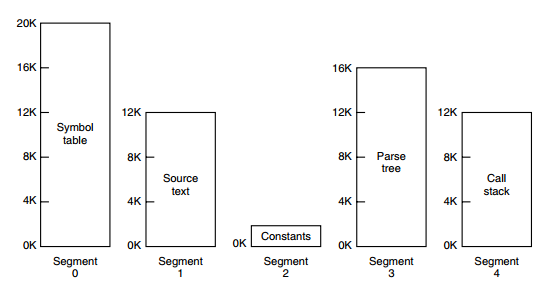 20K
16K
12K
Symbol
table
8K
4K
0K
Segment
0
12K
8K
Source
text
4K
0K
Segment
1
0K
Constants
Segment
2
16K
12K
8K
Parse
tree
4K
0K
Segment
3
12K
8K
Call
stack
4K
0K
Segment
4